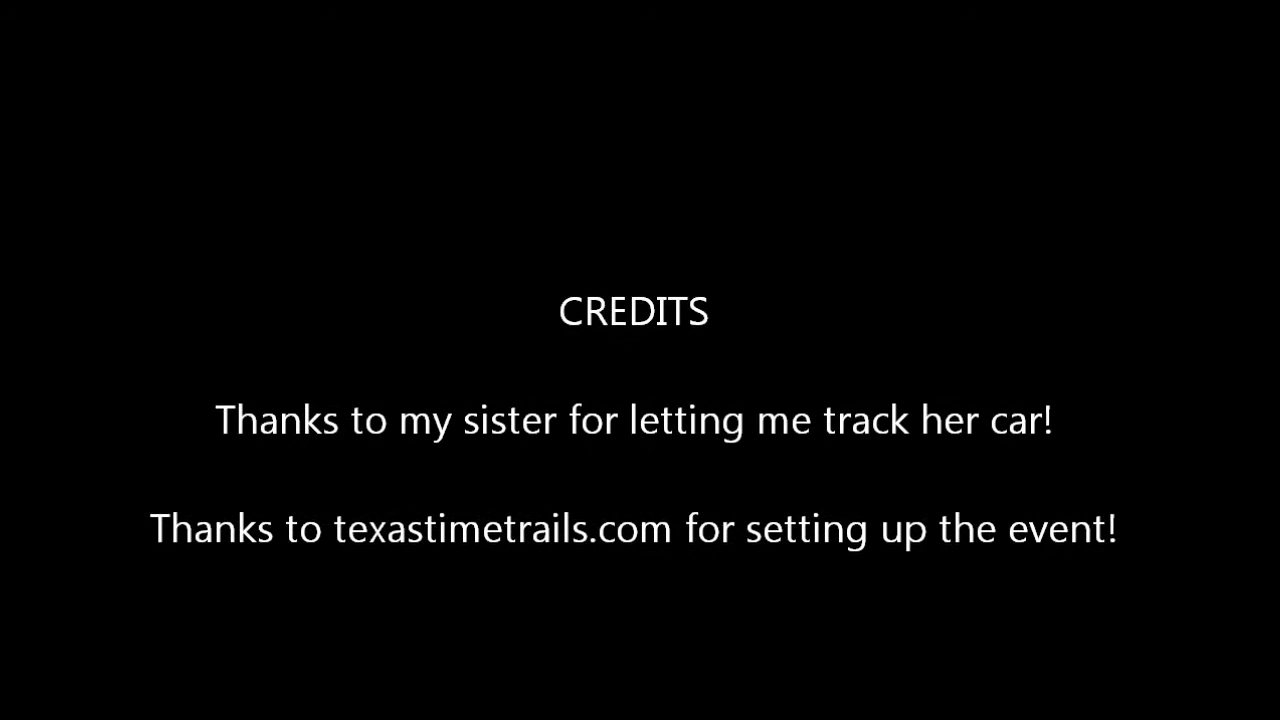 CREDITS
Thanks to my sister for letting me track her car!
Thanks to texastimetrails.com for setting up the event!